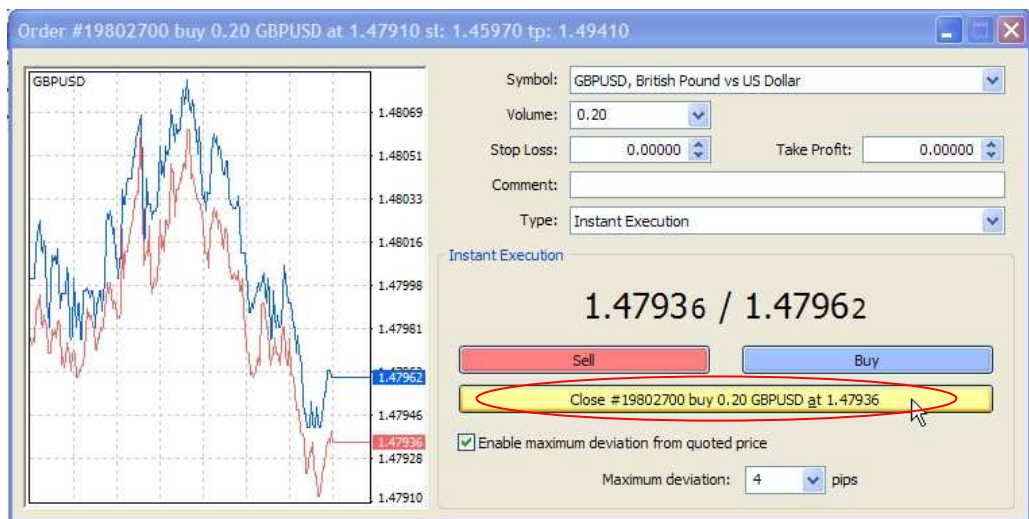 Order #19802700 buy 0.20 GBPUSD at 1.47910 sl: 1.45970 tp: 1.49410
GBPUSD
1.48069
1.48051
1.48033
1.48016
1.47998
1.47981
1.47962
1.47946
1.47936
1.47928
1.47910
Symbol: GBPUSD, British Pound vs US Dollar
Volume: 0.20
Stop Loss: 0.00000 Take Profit: 0.00000
Comment:
Type: Instant Execution
Instant Execution
1.47936 / 1.47962
Sell Buy
Close #19802700 buy 0.20 GBPUSD at 1.47936
Enable maximum deviation from quoted price
Maximum deviation: 4 pips